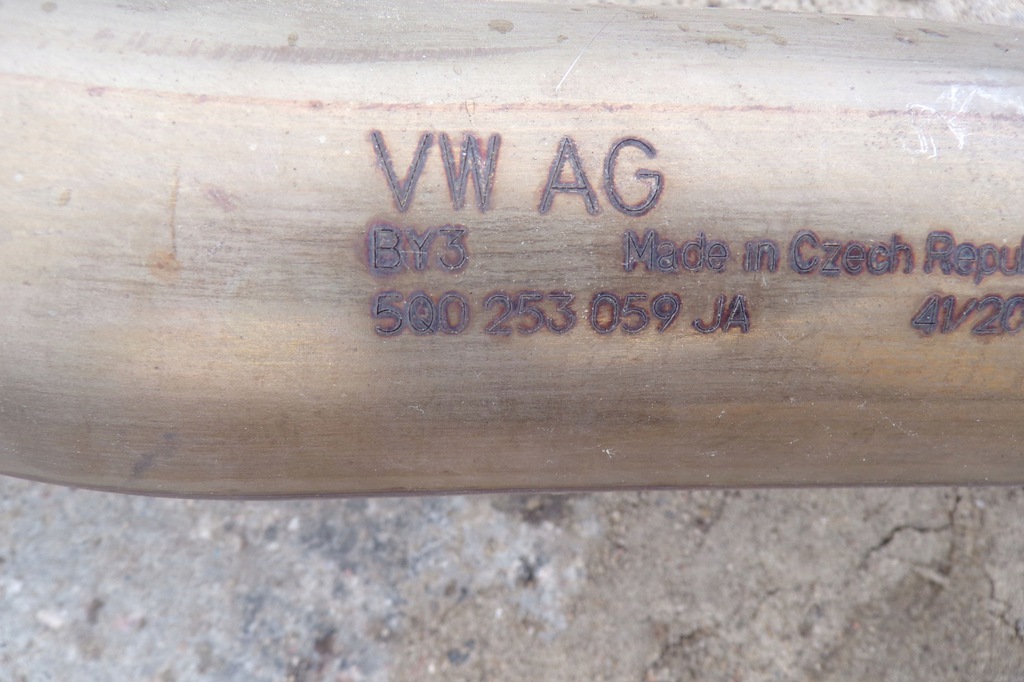 VW AG
BY3 Made in Czech
5Q0 253 059 JA